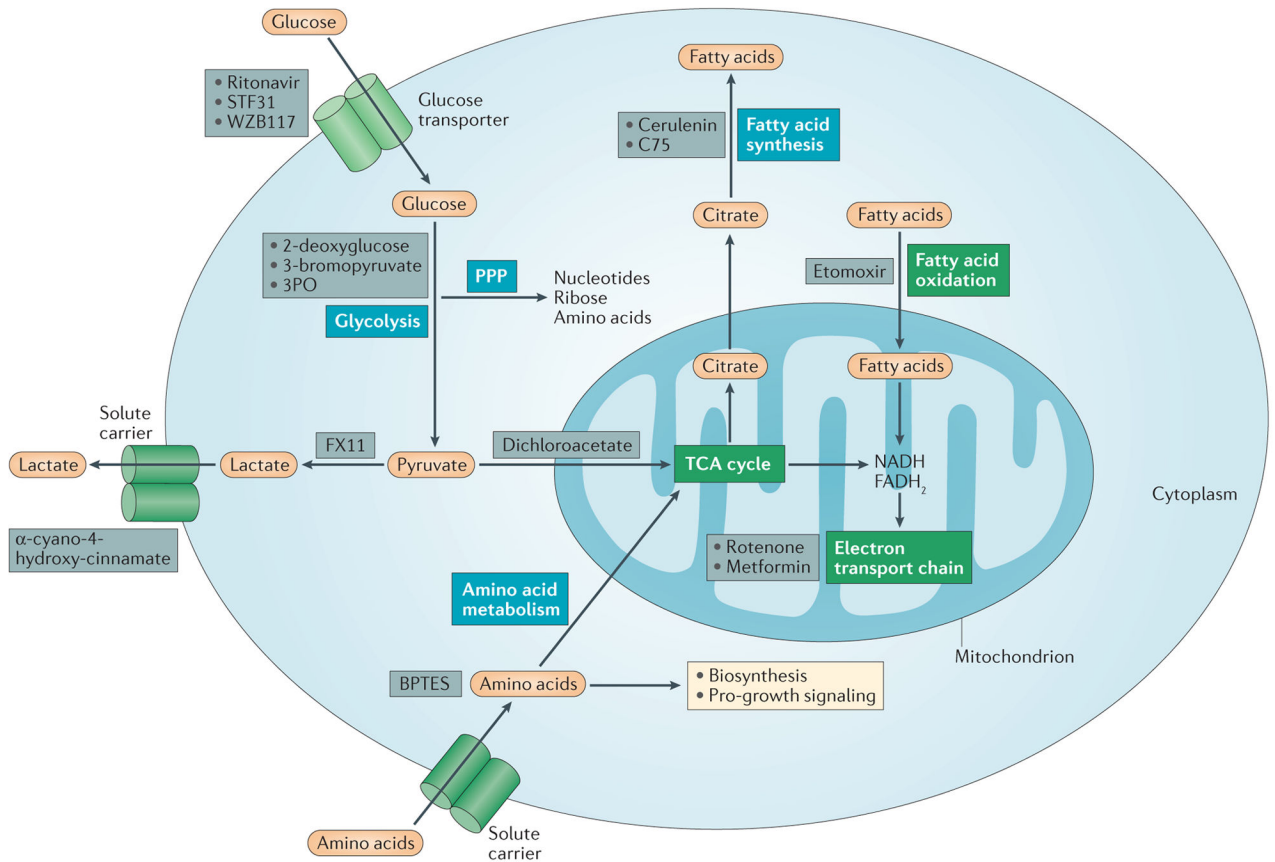 Glucose
• Ritonavir
• STF31
• WZB117
Glucose
transporter
Glucose
• 2-deoxyglucose
• 3-bromopyruvate
• 3PO
Glycolysis
PPP
Nucleotides
Ribose
Amino acids
Fatty acids
• Cerulenin
• C75
Fatty acid
synthesis
Citrate
Fatty acids
Etomoxir
Fatty acid
oxidation
Citrate
Fatty acids
Solute
carrier
Lactate
Lactate
FX11
Pyruvate
Dichloroacetate
TCA cycle
NADH
FADH₂
Cytoplasm
α-cyano-4-
hydroxy-cinnamate
• Rotenone
• Metformin
Electron
transport chain
Amino acid
metabolism
Mitochondrion
BPTES
Amino acids
• Biosynthesis
• Pro-growth signaling
Amino acids
Solute
carrier